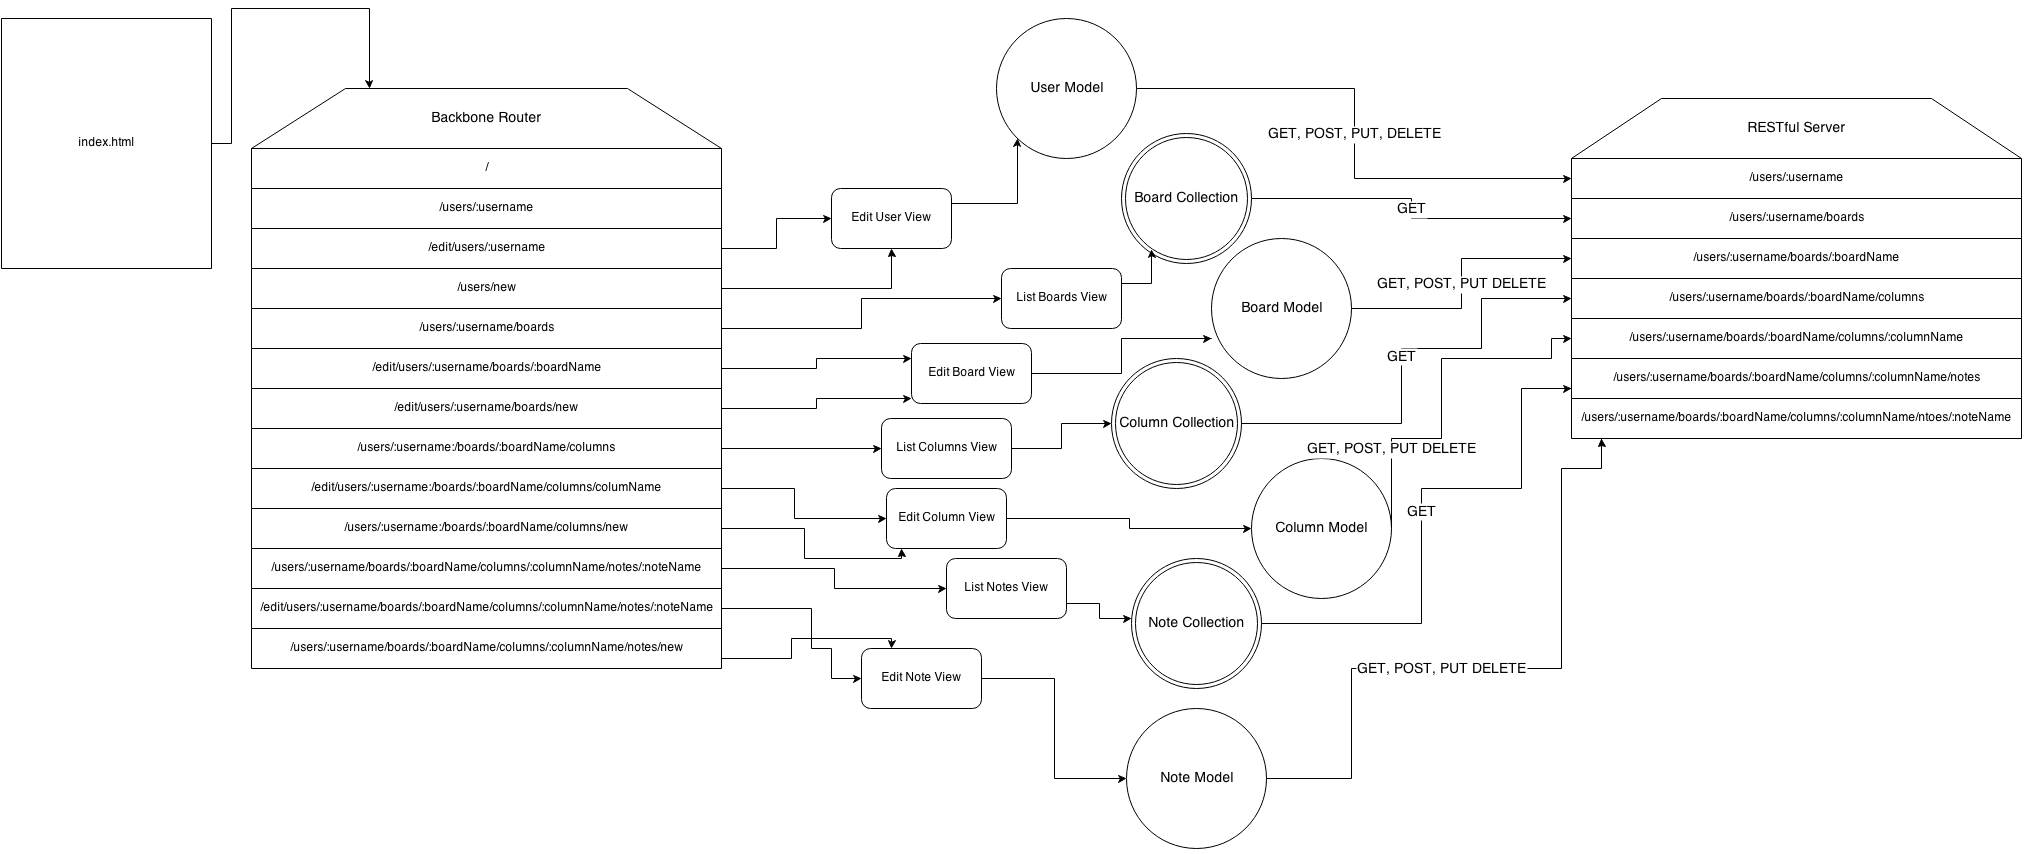 index.html
Backbone Router
/
/users/:username
/edit/users/:username
/users/new
/users/:username/boards
/edit/users/:username/boards/:boardName
/edit/users/:username/boards/new
/users/:username:/boards/:boardName/columns
/edit/users/:username:/boards/:boardName/columns/columName
/users/:username:/boards/:boardName/columns/new
/users/:username/boards/:boardName/columns/:columnName/notes/:noteName
/edit/users/:username/boards/:boardName/columns/:columnName/notes/:noteName
/users/:username/boards/:boardName/columns/:columnName/notes/new
Edit User View
List Boards View
Edit Board View
List Columns View
Edit Column View
List Notes View
Edit Note View
User Model
Board Collection
Board Model
Column Collection
Column Model
Note Collection
Note Model
GET, POST, PUT, DELETE
GET
GET, POST, PUT DELETE
GET
GET, POST, PUT DELETE
GET
GET, POST, PUT DELETE
RESTful Server
/users/:username
/users/:username/boards
/users/:username/boards/:boardName
/users/:username/boards/:boardName/columns
/users/:username/boards/:boardName/columns/:columnName
/users/:username/boards/:boardName/columns/:columnName/notes
/users/:username/boards/:boardName/columns/:columnName/ntoes/:noteName